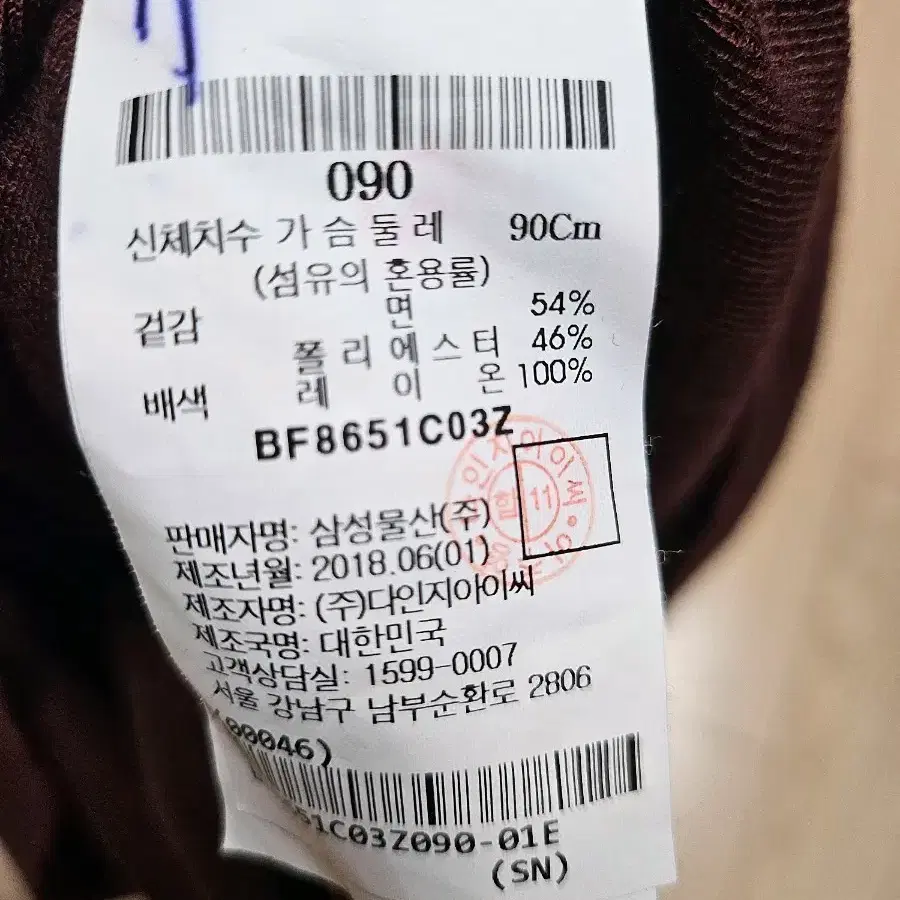 090
신체치수 가슴둘레 90Cm
(섬유의 혼용률)
겉감 면 54%
폴리에스터 46%
배색 레이온 100%
BF8651C03Z
판매자명: 삼성물산(주)
제조년월: 2018.06(01)
제조자명: (주)다인지아이씨
제조국명: 대한민국
고객상담실: 1599-0007
서울 강남구 남부순환로 2806
00046)
51C03Z090-01E
(SN)